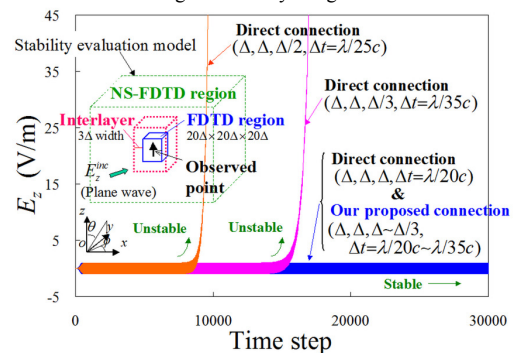 45
35
25
15
5
-5
0
10000
20000
30000
E_z (V/m)
Time step
Stability evaluation model
NS-FDTD region
Interlayer
FDTD region
3Δ width
20Δ×20Δ×20Δ
E_z^inc
(Plane wave)
Observed
point
z
y
x
o
θ
Unstable
Unstable
Stable
Direct connection
(Δ, Δ, Δ/2, Δt=λ/25c)
Direct connection
(Δ, Δ, Δ/3, Δt=λ/35c)
Direct connection
(Δ, Δ, Δ, Δt=λ/20c)
&
Our proposed connection
(Δ, Δ, Δ~Δ/3,
Δt=λ/20c~λ/35c)